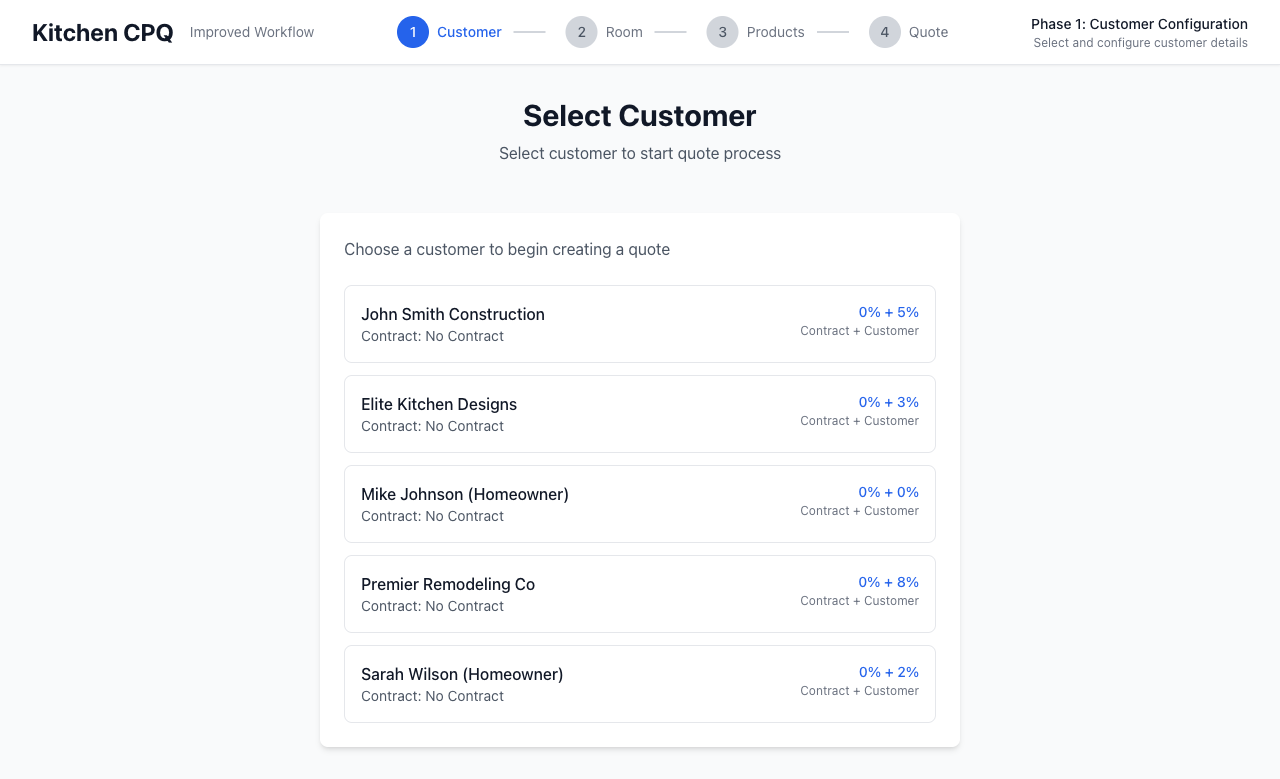 Kitchen CPQ
Improved Workflow
1 Customer
2 Room
3 Products
4 Quote
Phase 1: Customer Configuration
Select and configure customer details
Select Customer
Select customer to start quote process
Choose a customer to begin creating a quote
John Smith Construction
Contract: No Contract
0% + 5%
Contract + Customer
Elite Kitchen Designs
Contract: No Contract
0% + 3%
Contract + Customer
Mike Johnson (Homeowner)
Contract: No Contract
0% + 0%
Contract + Customer
Premier Remodeling Co
Contract: No Contract
0% + 8%
Contract + Customer
Sarah Wilson (Homeowner)
Contract: No Contract
0% + 2%
Contract + Customer